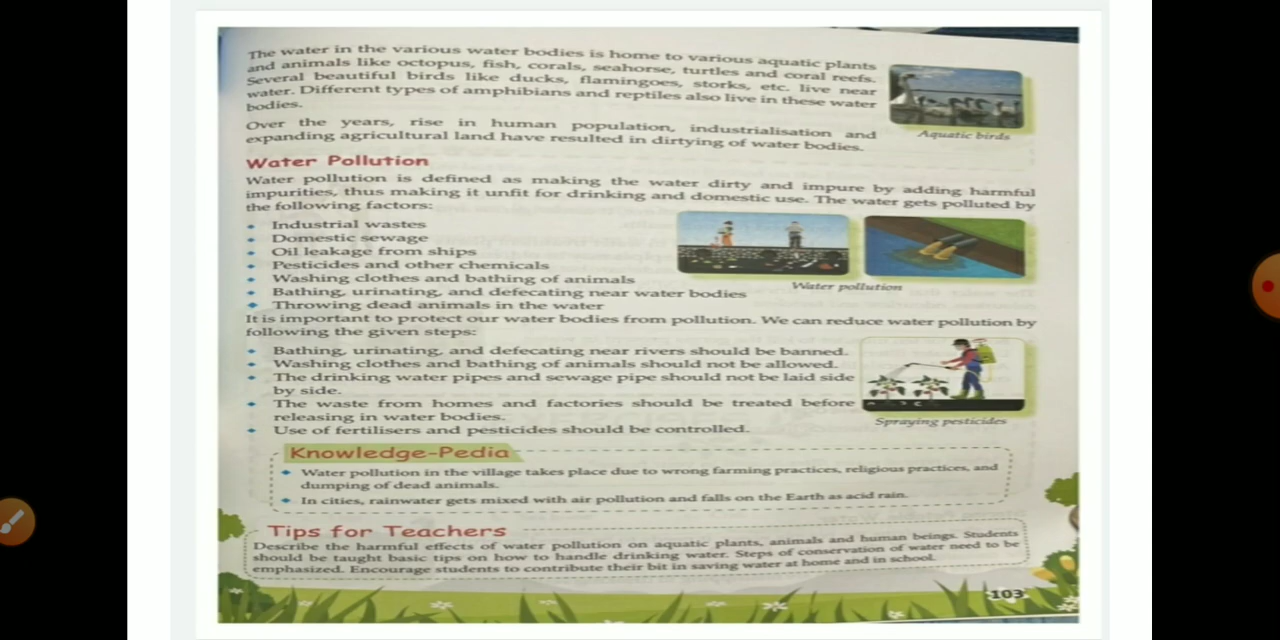 The water in the various water bodies is home to various aquatic plants
and animals like octopus, fish, corals, seahorse, turtles and coral reefs.
Several beautiful birds like ducks, flamingoes, storks, etc. live near
water. Different types of amphibians and reptiles also live in these water
bodies.
Aquatic birds
Over the years, rise in human population, industrialisation and
expanding agricultural land have resulted in dirtying of water bodies.
Water Pollution
Water pollution is defined as making the water dirty and impure by adding harmful
impurities, thus making it unfit for drinking and domestic use. The water gets polluted by
the following factors:
Industrial wastes
Domestic sewage
Oil leakage from ships
Pesticides and other chemicals
Washing clothes and bathing of animals
Bathing, urinating, and defecating near water bodies
Throwing dead animals in the water
Water pollution
It is important to protect our water bodies from pollution. We can reduce water pollution by
following the given steps:
Bathing, urinating, and defecating near rivers should be banned.
Washing clothes and bathing of animals should not be allowed.
The drinking water pipes and sewage pipe should not be laid side
by side.
The waste from homes and factories should be treated before
releasing in water bodies.
Use of fertilisers and pesticides should be controlled.
Spraying pesticides
Knowledge-Pedia
Water pollution in the village takes place due to wrong farming practices, religious practices, and
dumping of dead animals.
In cities, rainwater gets mixed with air pollution and falls on the Earth as acid rain.
Tips for Teachers
Describe the harmful effects of water pollution on aquatic plants, animals and human beings. Students
should be taught basic tips on how to handle drinking water. Steps of conservation of water need to be
emphasized. Encourage students to contribute their bit in saving water at home and in school.
103